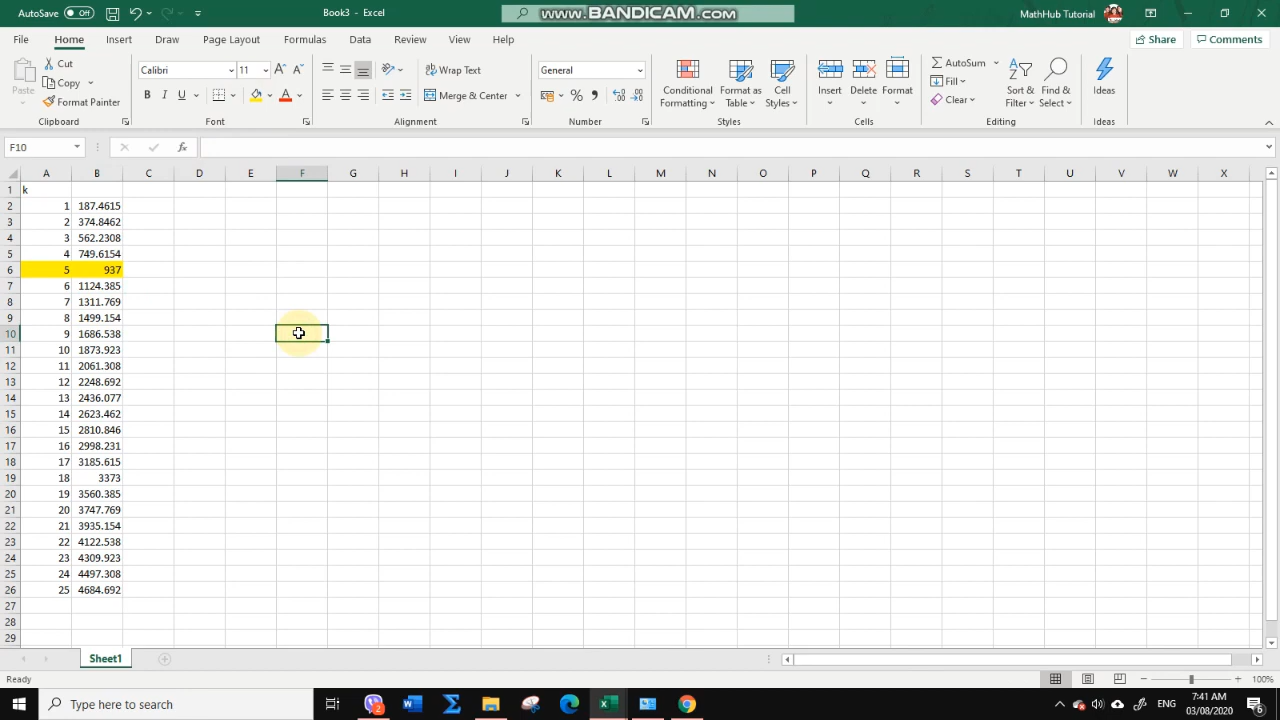 AutoSave Off Book3 - Excel www.BANDICAM.com MathHub Tutorial
File Home Insert Draw Page Layout Formulas Data Review View Help Share Comments
Paste Cut Copy Format Painter Clipboard
Calibri 11 B I U A Font
Wrap Text Merge & Center Alignment
General % Number
Conditional Formatting Format as Table Cell Styles Styles
Insert Delete Format Cells
AutoSum Fill Clear Sort & Filter Find & Select Editing
Ideas Ideas
F10 fx
A B C D E F G H I J K L M N O P Q R S T U V W X
1 k
2 1 187.4615
3 2 374.8462
4 3 562.2308
5 4 749.6154
6 5 937
7 6 1124.385
8 7 1311.769
9 8 1499.154
10 9 1686.538
11 10 1873.923
12 11 2061.308
13 12 2248.692
14 13 2436.077
15 14 2623.462
16 15 2810.846
17 16 2998.231
18 17 3185.615
19 18 3373
20 19 3560.385
21 20 3747.769
22 21 3935.154
23 22 4122.538
24 23 4309.923
25 24 4497.308
26 25 4684.692
27
28
29
Sheet1
Ready 100%
Type here to search ENG 7:41 AM
03/08/2020